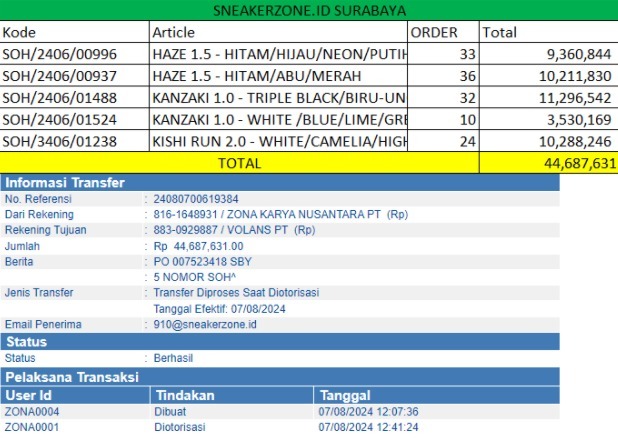 SNEAKERZONE.ID SURABAYA
Kode Article ORDER Total
SOH/2406/00996 HAZE 1.5 - HITAM/HIJAU/NEON/PUTIH 33 9,360,844
SOH/2406/00937 HAZE 1.5 - HITAM/ABU/MERAH 36 10,211,830
SOH/2406/01488 KANZAKI 1.0 - TRIPLE BLACK/BIRU-UN 32 11,296,542
SOH/2406/01524 KANZAKI 1.0 - WHITE /BLUE/LIME/GRE 10 3,530,169
SOH/3406/01238 KISHI RUN 2.0 - WHITE/CAMELIA/HIGH 24 10,288,246
TOTAL 44,687,631
Informasi Transfer
No. Referensi : 24080700619384
Dari Rekening : 816-1648931 / ZONA KARYA NUSANTARA PT (Rp)
Rekening Tujuan : 883-0929887 / VOLANS PT (Rp)
Jumlah : Rp 44,687,631.00
Berita : PO 007523418 SBY
: 5 NOMOR SOH^
Jenis Transfer : Transfer Diproses Saat Diotorisasi
Tanggal Efektif: 07/08/2024
Email Penerima : 910@sneakerzone.id
Status
Status : Berhasil
Pelaksana Transaksi
User Id Tindakan Tanggal
ZONA0004 Dibuat 07/08/2024 12:07:36
ZONA0001 Diotorisasi 07/08/2024 12:41:24